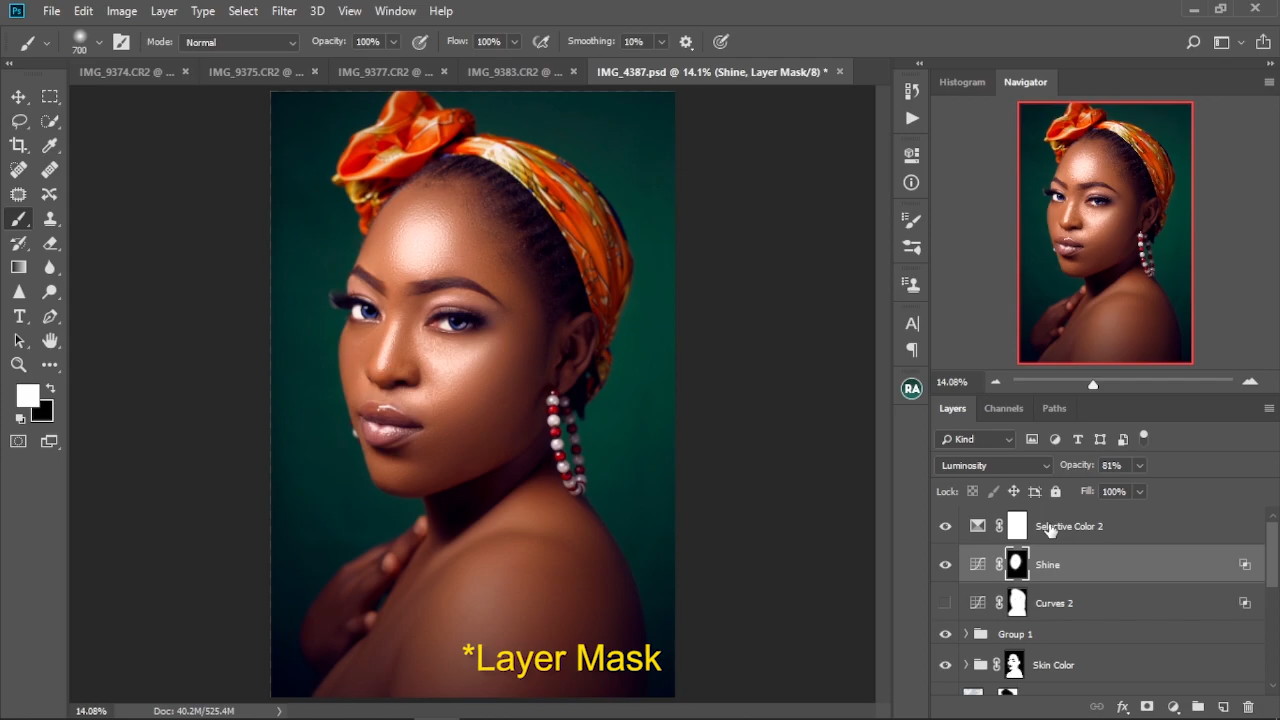 Ps File Edit Image Layer Type Select Filter 3D View Window Help
700 Mode: Normal Opacity: 100% Flow: 100% Smoothing: 10%
IMG_9374.CR2 @ ... × IMG_9375.CR2 @ ... × IMG_9377.CR2 @ ... × IMG_9383.CR2 @ ... × IMG_4387.psd @ 14.1% (Shine, Layer Mask/8) * ×
Histogram Navigator
14.08%
RA
Layers Channels Paths
Kind
Luminosity Opacity: 81%
Lock: Fill: 100%
Selective Color 2
Shine
Curves 2
Group 1
Skin Color
*Layer Mask
14.08% Doc: 40.2M/525.4M